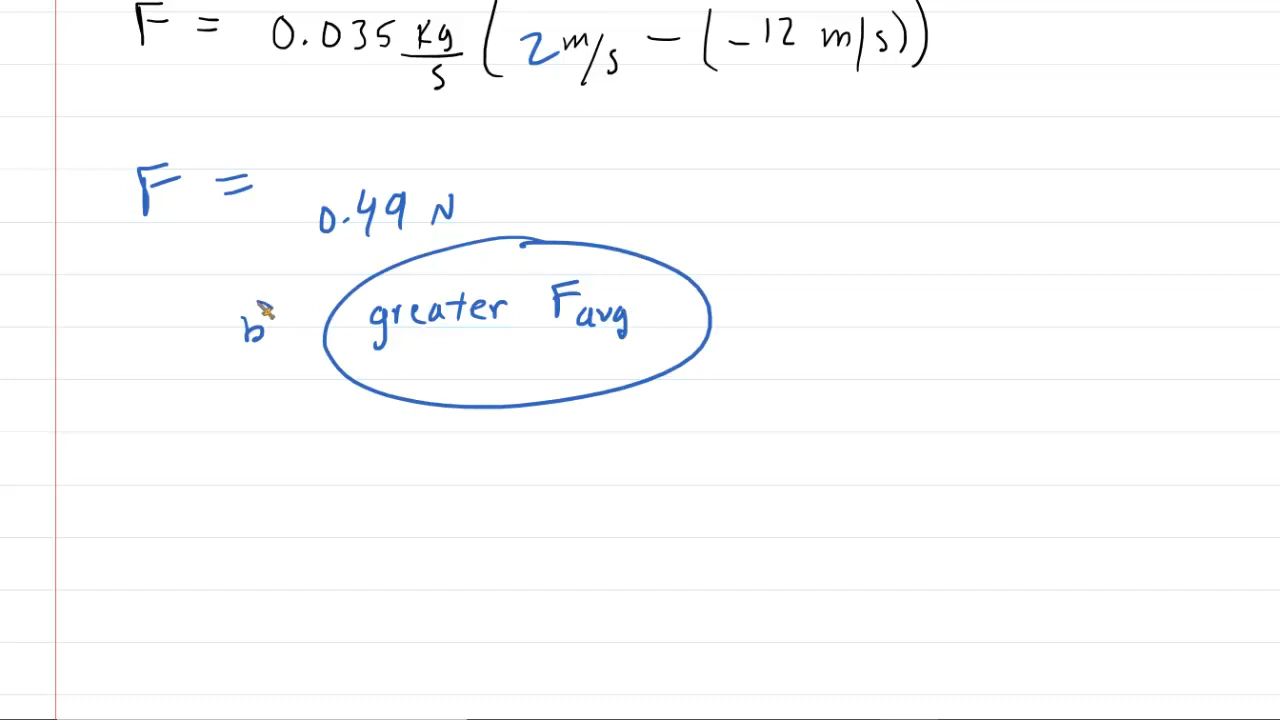 F = 0.035 kg/s (2 m/s - (-12 m/s))
F = 0.49 N
b greater Favg